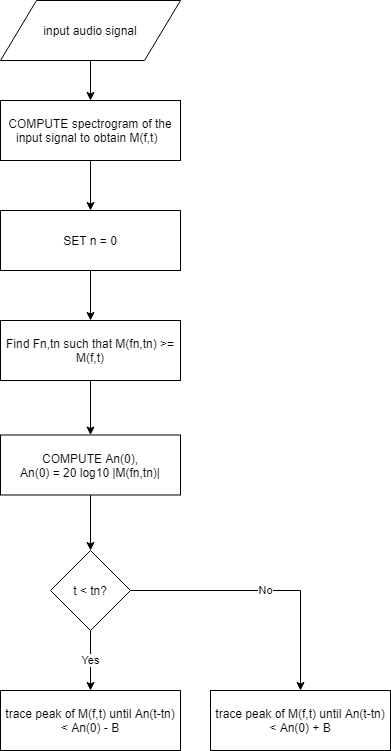 input audio signal
COMPUTE spectrogram of the
input signal to obtain M(f,t)
SET n = 0
Find Fn,tn such that M(fn,tn) >=
M(f,t)
COMPUTE An(0),
An(0) = 20 log10 |M(fn,tn)|
t < tn?
No
Yes
trace peak of M(f,t) until An(t-tn)
< An(0) - B
trace peak of M(f,t) until An(t-tn)
< An(0) + B